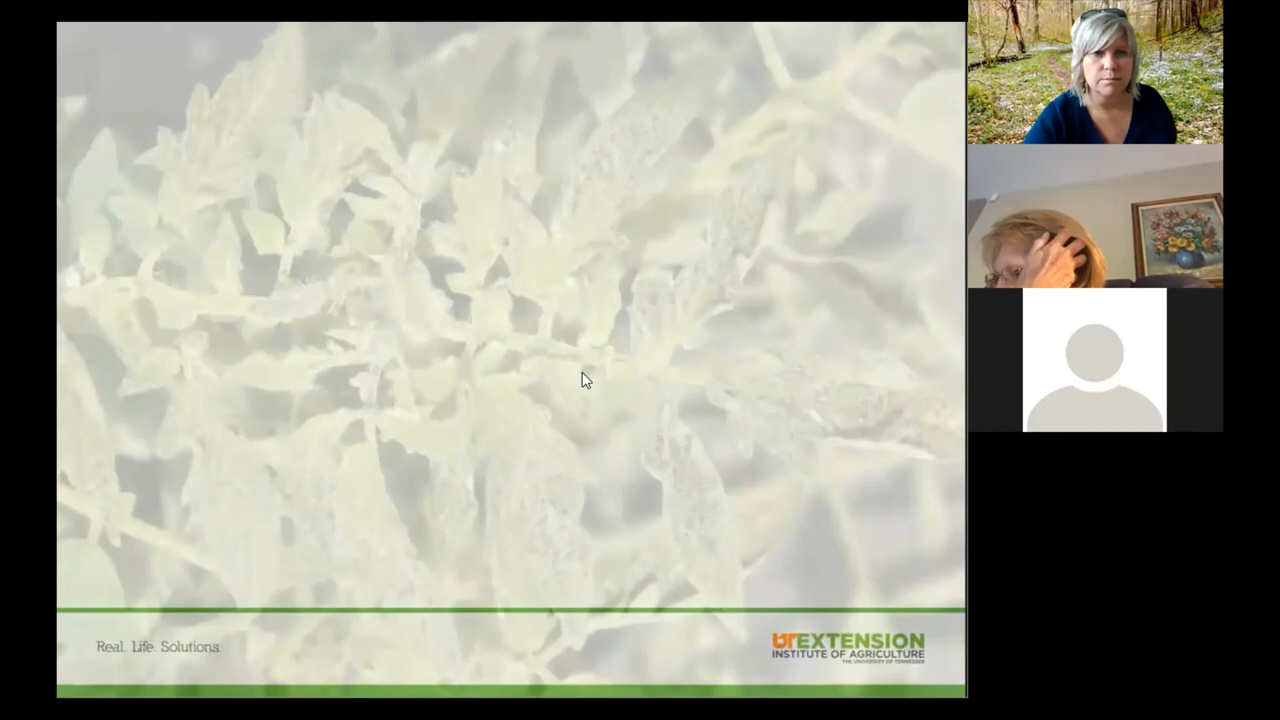 Real. Life. Solutions.
UTEXTENSION
INSTITUTE OF AGRICULTURE
THE UNIVERSITY OF TENNESSEE